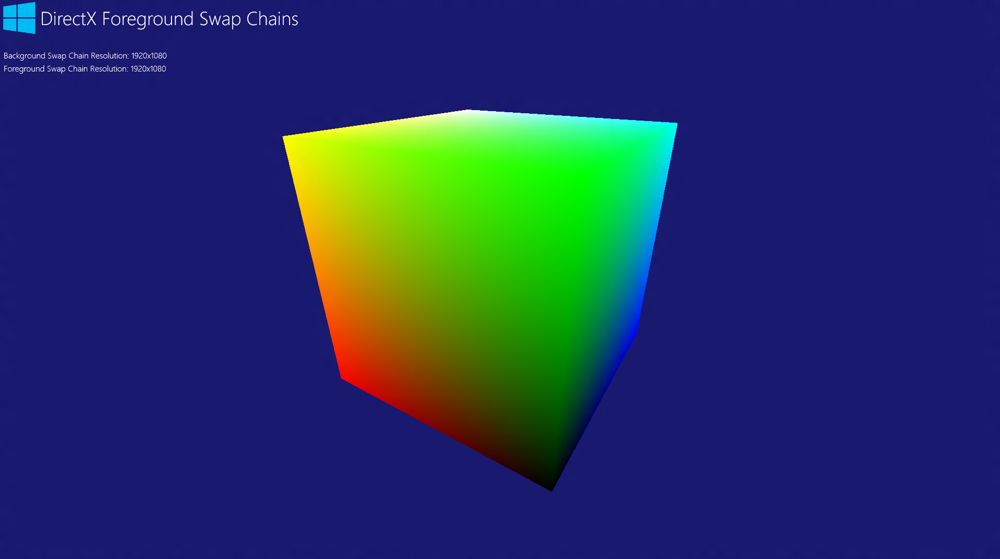 DirectX Foreground Swap Chains
Background Swap Chain Resolution: 1920x1080
Foreground Swap Chain Resolution: 1920x1080